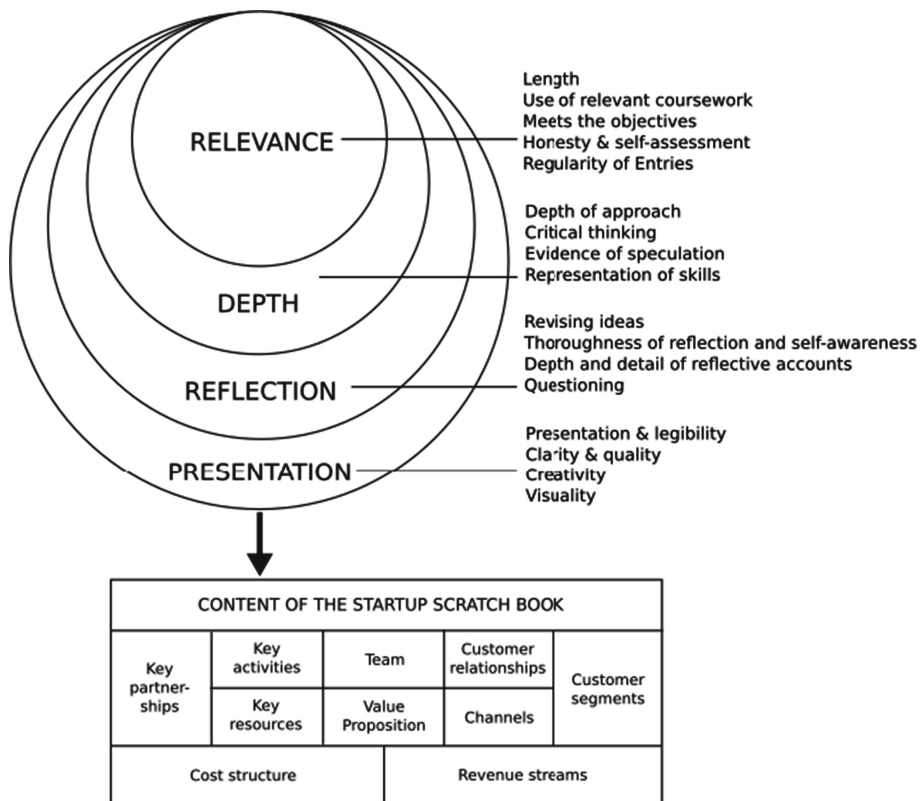 RELEVANCE
Length
Use of relevant coursework
Meets the objectives
Honesty & self-assessment
Regularity of Entries
DEPTH
Depth of approach
Critical thinking
Evidence of speculation
Representation of skills
REFLECTION
Revising ideas
Thoroughness of reflection and self-awareness
Depth and detail of reflective accounts
Questioning
PRESENTATION
Presentation & legibility
Clarity & quality
Creativity
Visuality
CONTENT OF THE STARTUP SCRATCH BOOK
Key
partner-
ships
Key
activities
Team
Customer
relationships
Customer
segments
Key
resources
Value
Proposition
Channels
Cost structure
Revenue streams